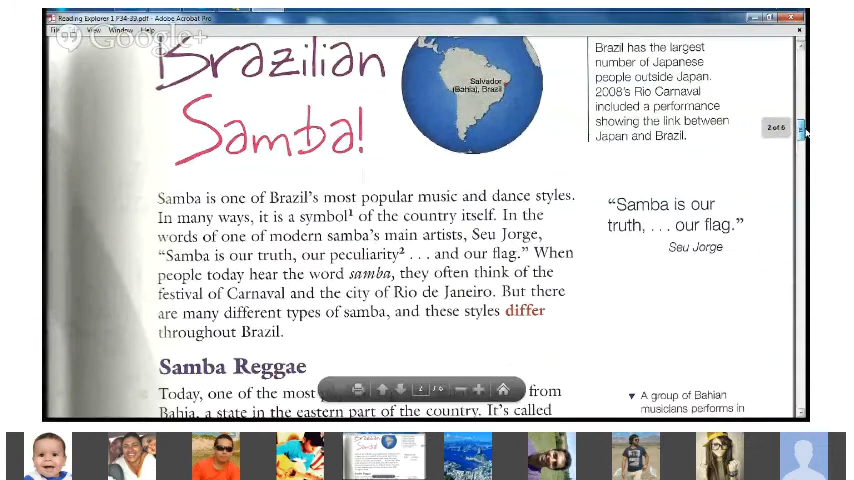 Reading Explorer 1 P34-39.pdf - Adobe Acrobat Pro
View Window Help
Google+
Brazilian
Samba!
Salvador
(Bahia), Brazil
Brazil has the largest
number of Japanese
people outside Japan.
2008's Rio Carnaval
included a performance
showing the link between
Japan and Brazil.
2 of 6
Samba is one of Brazil's most popular music and dance styles.
In many ways, it is a symbol¹ of the country itself. In the
words of one of modern samba's main artists, Seu Jorge,
"Samba is our truth, our peculiarity² . . . and our flag." When
people today hear the word samba, they often think of the
festival of Carnaval and the city of Rio de Janeiro. But there
are many different types of samba, and these styles differ
throughout Brazil.
"Samba is our
truth, . . . our flag."
Seu Jorge
Samba Reggae
Today, one of the most from
Bahia, a state in the eastern part of the country. It's called
2 / 6
▼ A group of Bahian
musicians performs in